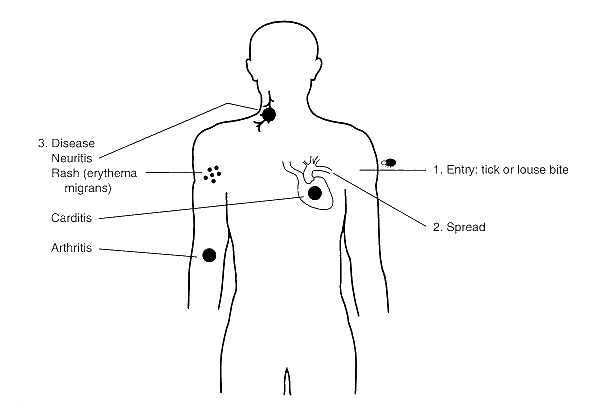 3. Disease
Neuritis
Rash (erythema
migrans)
Carditis
Arthritis
1. Entry: tick or louse bite
2. Spread